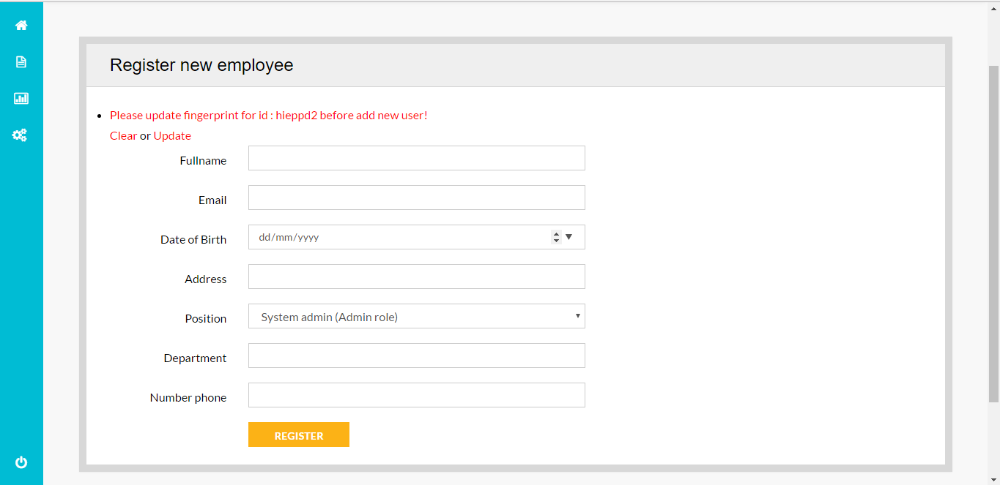 Register new employee
Please update fingerprint for id : hieppd2 before add new user!
Clear or Update
Fullname
Email
Date of Birth
dd/mm/yyyy
Address
Position
System admin (Admin role)
Department
Number phone
REGISTER